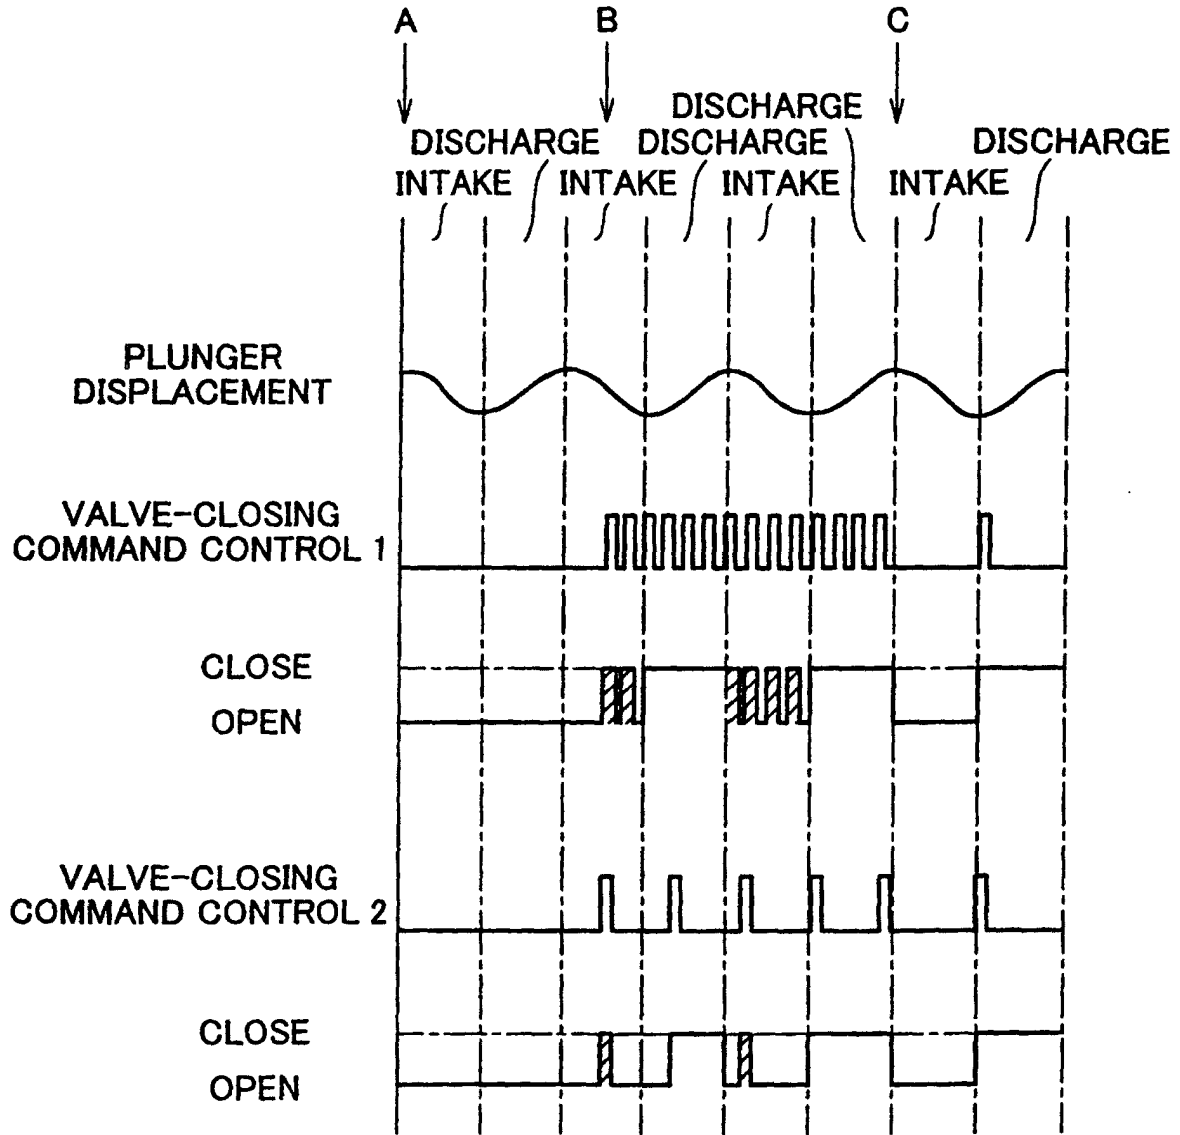 A B C
DISCHARGE
DISCHARGE DISCHARGE DISCHARGE
INTAKE INTAKE INTAKE INTAKE
PLUNGER
DISPLACEMENT
VALVE-CLOSING
COMMAND CONTROL 1
CLOSE
OPEN
VALVE-CLOSING
COMMAND CONTROL 2
CLOSE
OPEN